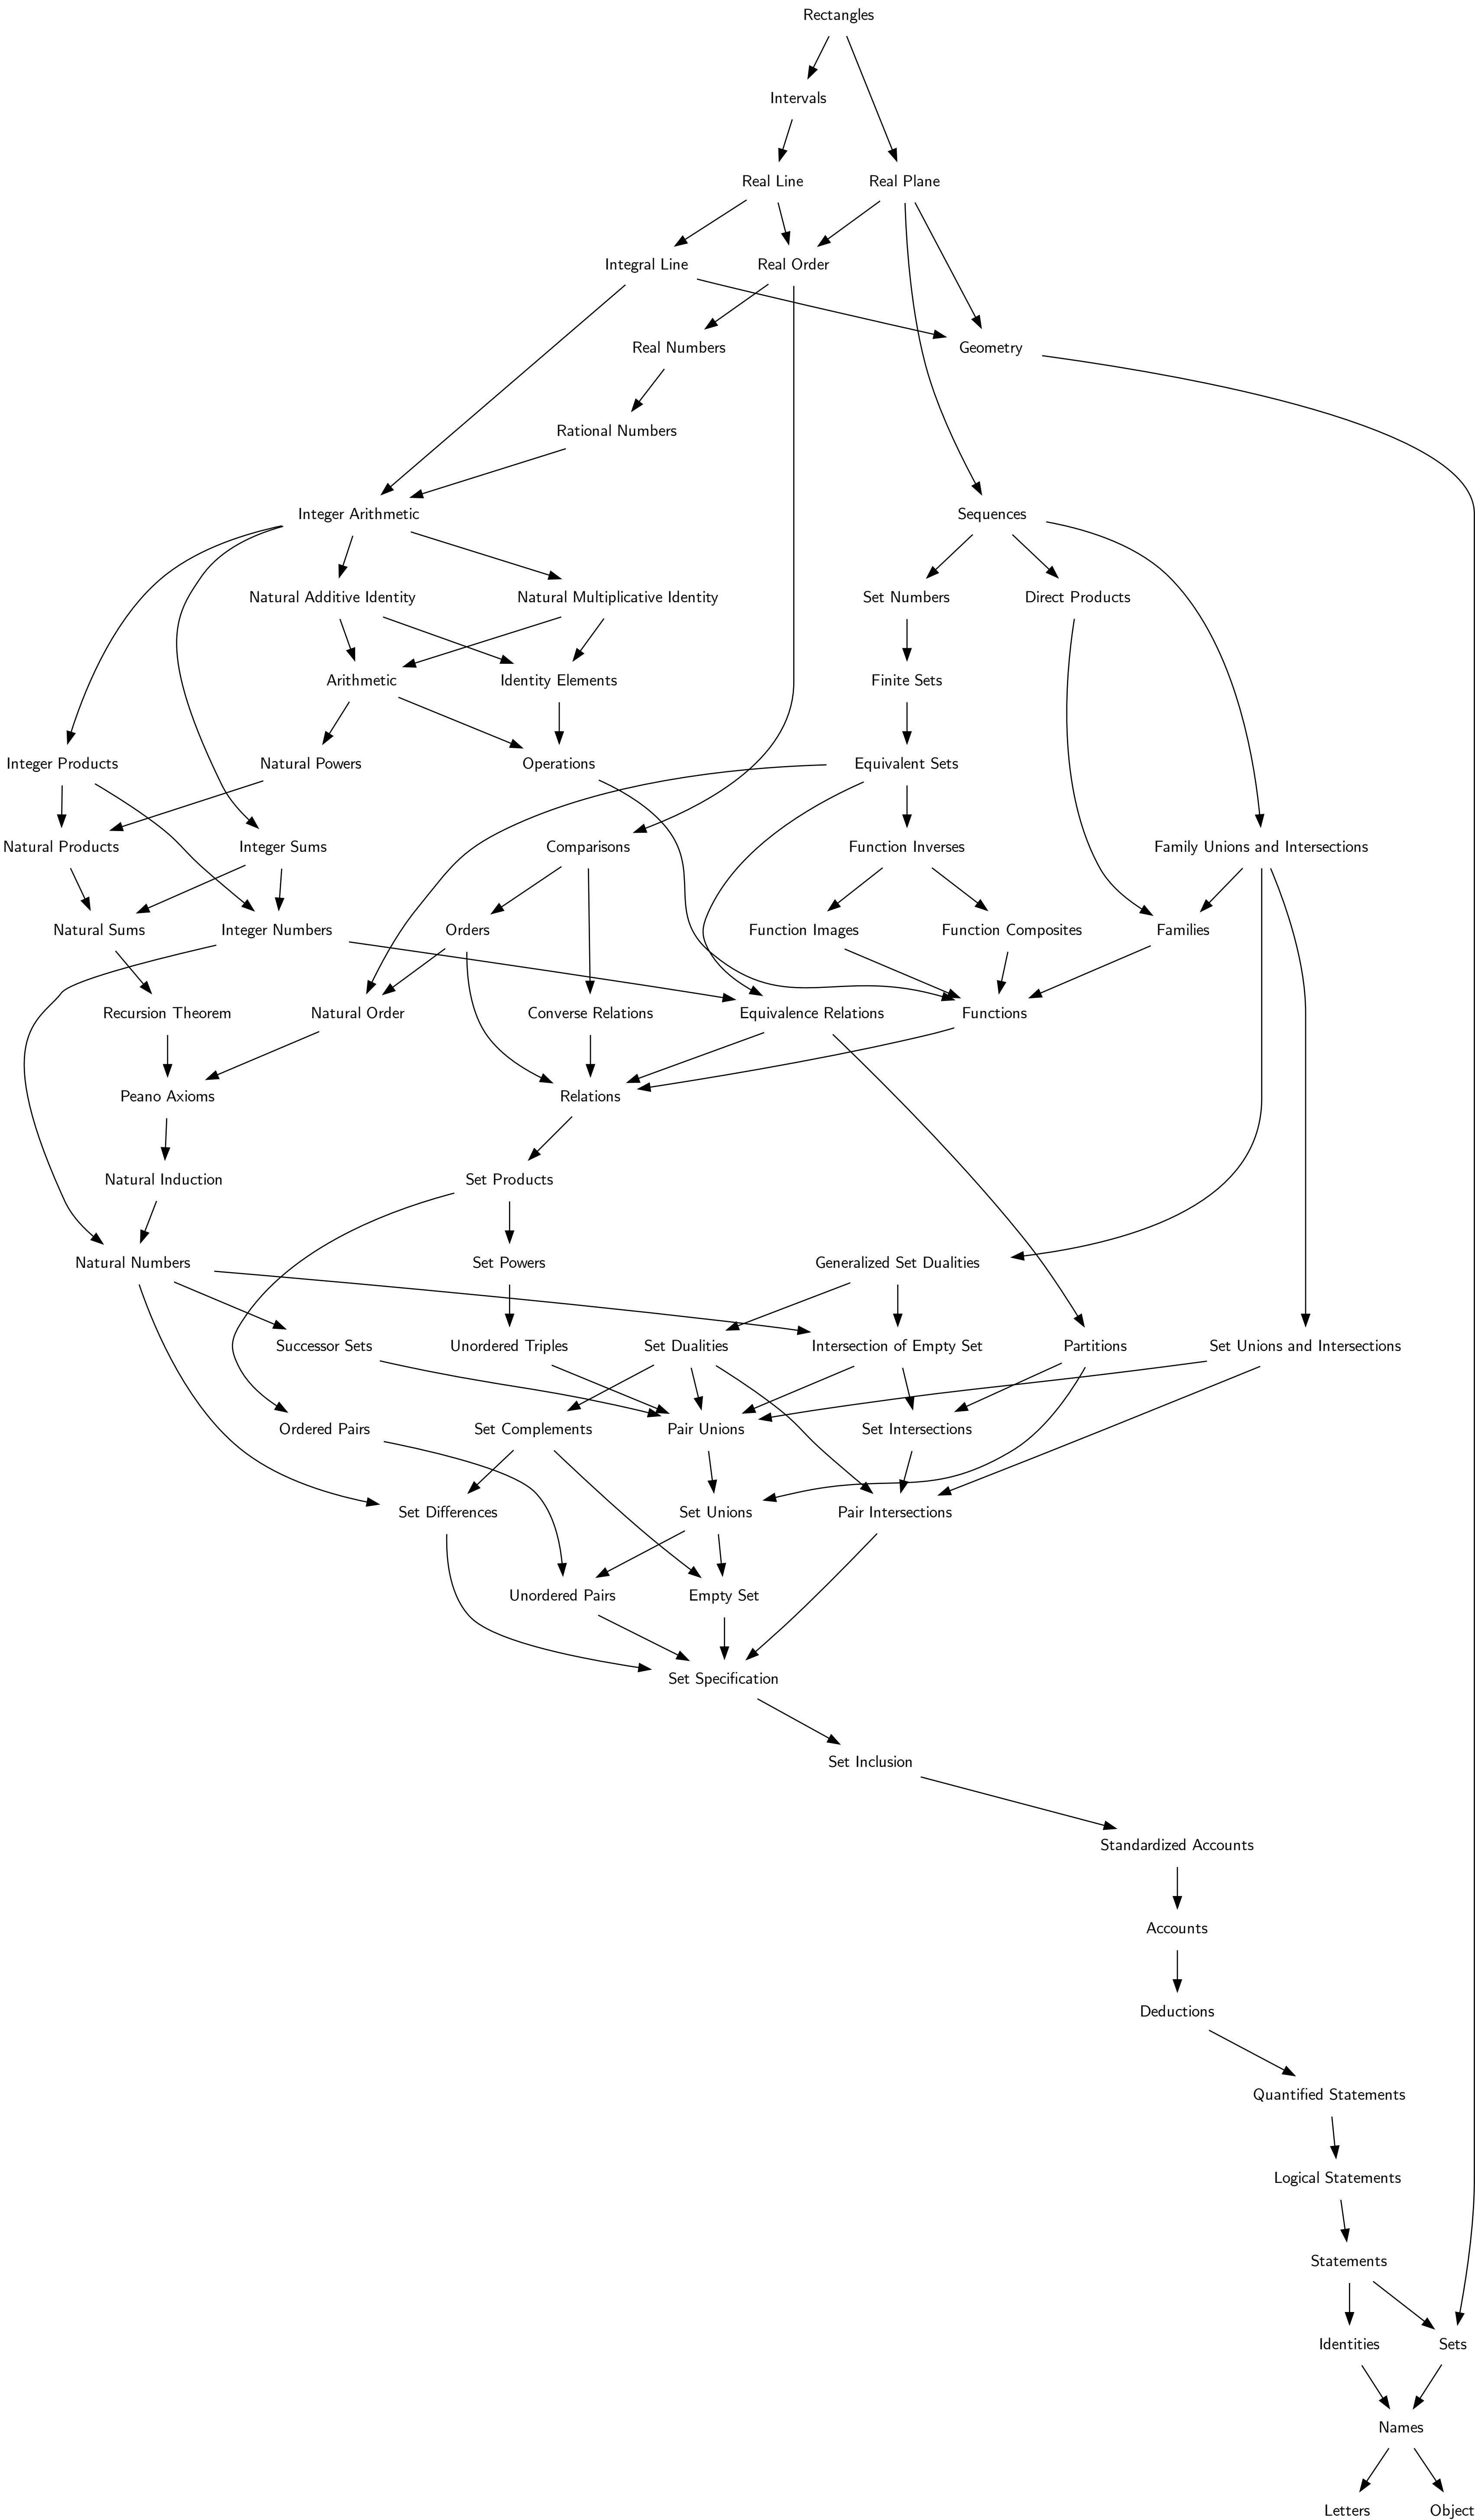 Rectangles
Intervals
Real Line
Real Plane
Integral Line
Real Order
Real Numbers
Geometry
Rational Numbers
Integer Arithmetic
Sequences
Natural Additive Identity
Natural Multiplicative Identity
Set Numbers
Direct Products
Arithmetic
Identity Elements
Finite Sets
Integer Products
Natural Powers
Operations
Equivalent Sets
Natural Products
Integer Sums
Comparisons
Function Inverses
Family Unions and Intersections
Natural Sums
Integer Numbers
Orders
Function Images
Function Composites
Families
Recursion Theorem
Natural Order
Converse Relations
Equivalence Relations
Functions
Peano Axioms
Relations
Natural Induction
Set Products
Natural Numbers
Set Powers
Generalized Set Dualities
Successor Sets
Unordered Triples
Set Dualities
Intersection of Empty Set
Partitions
Set Unions and Intersections
Ordered Pairs
Set Complements
Pair Unions
Set Intersections
Set Differences
Set Unions
Pair Intersections
Unordered Pairs
Empty Set
Set Specification
Set Inclusion
Standardized Accounts
Accounts
Deductions
Quantified Statements
Logical Statements
Statements
Identities
Sets
Names
Letters
Object